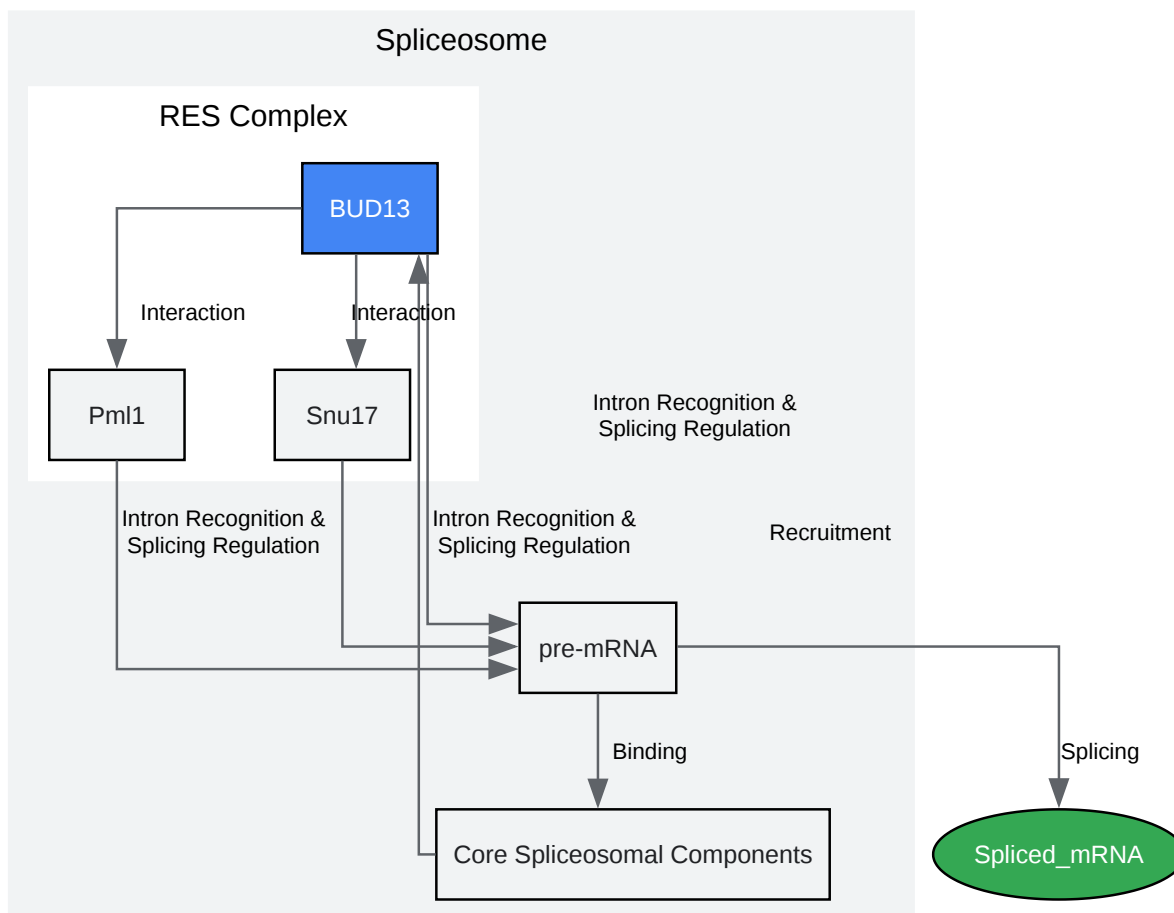 Spliceosome
RES Complex
BUD13
Interaction
Interaction
Pml1
Snu17
Intron Recognition &
Splicing Regulation
Intron Recognition &
Splicing Regulation
Intron Recognition &
Splicing Regulation
Recruitment
pre-mRNA
Binding
Splicing
Core Spliceosomal Components
Spliced_mRNA